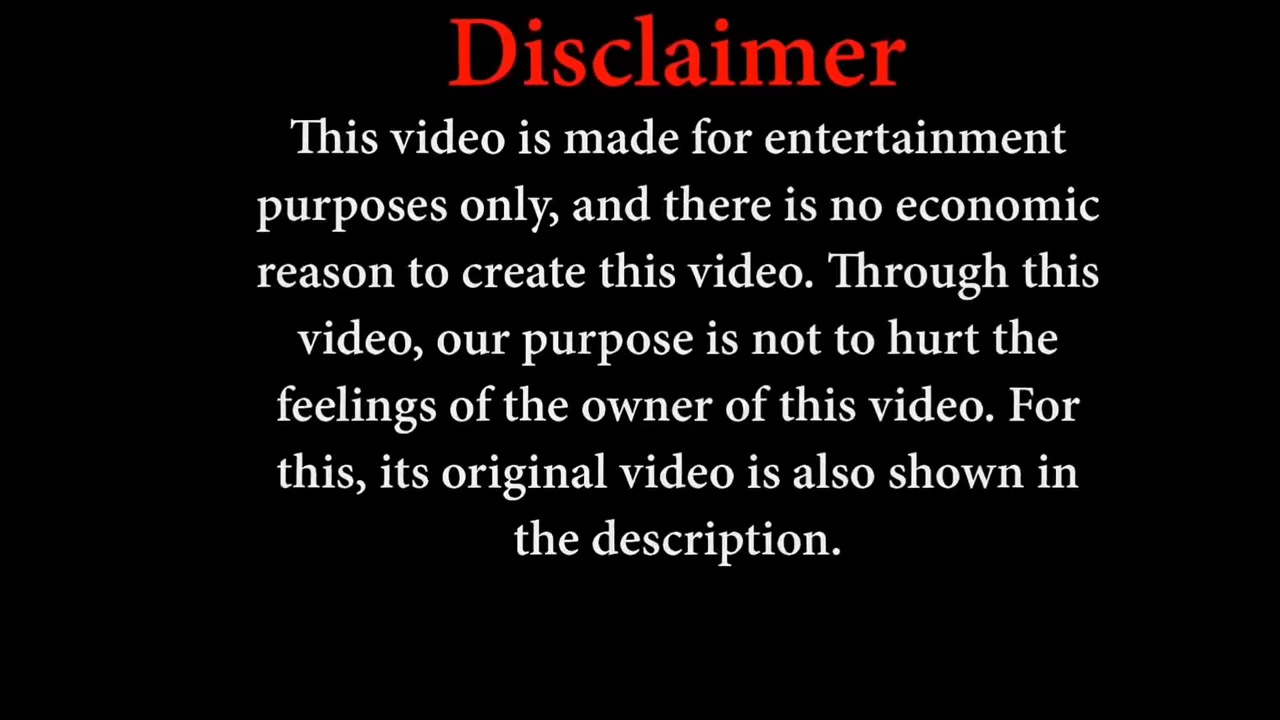 Disclaimer
This video is made for entertainment
purposes only, and there is no economic
reason to create this video. Through this
video, our purpose is not to hurt the
feelings of the owner of this video. For
this, its original video is also shown in
the description.